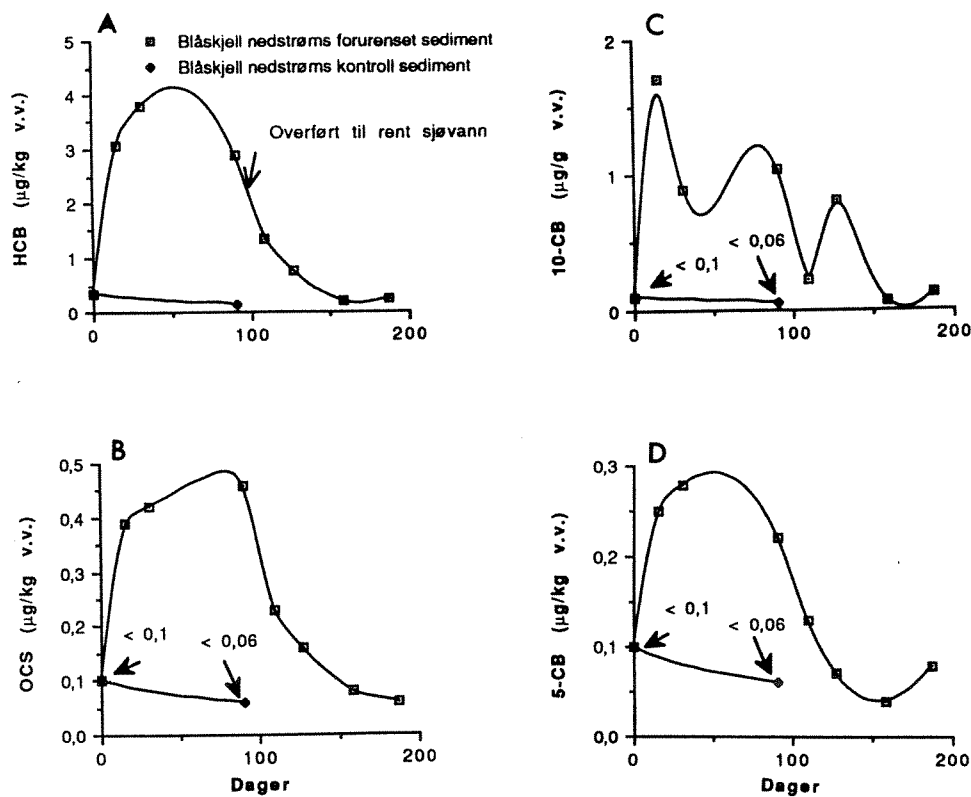 A
Blåskjell nedstrøms forurenset sediment
Blåskjell nedstrøms kontroll sediment
HCB (µg/kg v.v.)
5
4
3
2
1
0
Overført til rent sjøvann
0
100
200
C
10-CB (µg/g v.v.)
2
1
0
< 0,1
< 0,06
0
100
200
B
OCS (µg/kg v.v.)
0,5
0,4
0,3
0,2
0,1
0,0
< 0,1
< 0,06
0
100
200
Dager
D
5-CB (µg/kg v.v.)
0,3
0,2
0,1
0,0
< 0,1
< 0,06
0
100
200
Dager